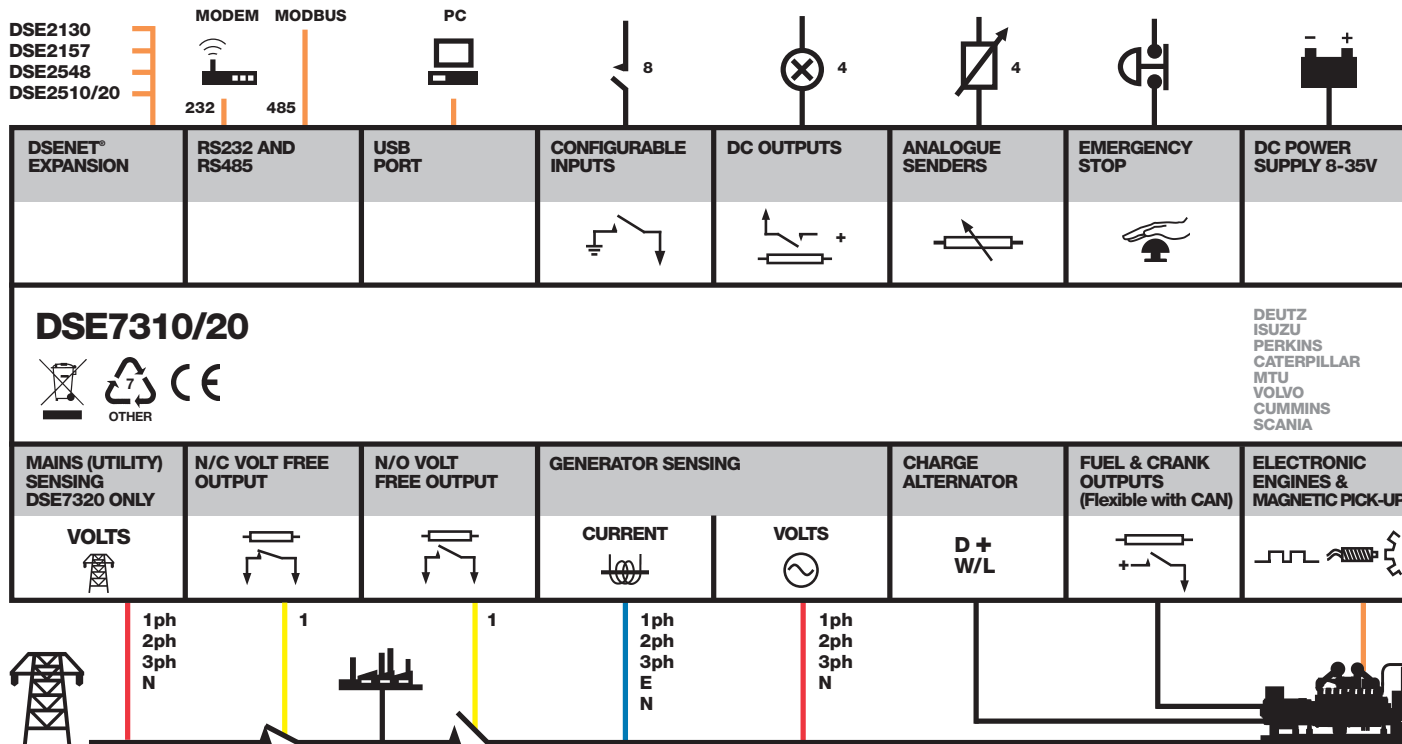 DSE2130
DSE2157
DSE2548
DSE2510/20
MODEM
MODBUS
232
485
PC
8
4
4
- +
DSENET®
EXPANSION
RS232 AND
RS485
USB
PORT
CONFIGURABLE
INPUTS
DC OUTPUTS
ANALOGUE
SENDERS
EMERGENCY
STOP
DC POWER
SUPPLY 8-35V
+
DSE7310/20
7
OTHER
CE
DEUTZ
ISUZU
PERKINS
CATERPILLAR
MTU
VOLVO
CUMMINS
SCANIA
MAINS (UTILITY)
SENSING
DSE7320 ONLY
VOLTS
N/C VOLT FREE
OUTPUT
N/O VOLT
FREE OUTPUT
GENERATOR SENSING
CURRENT
VOLTS
CHARGE
ALTERNATOR
D +
W/L
FUEL & CRANK
OUTPUTS
(Flexible with CAN)
+
ELECTRONIC
ENGINES &
MAGNETIC PICK-UP
1ph
2ph
3ph
N
1
1
1ph
2ph
3ph
E
N
1ph
2ph
3ph
N